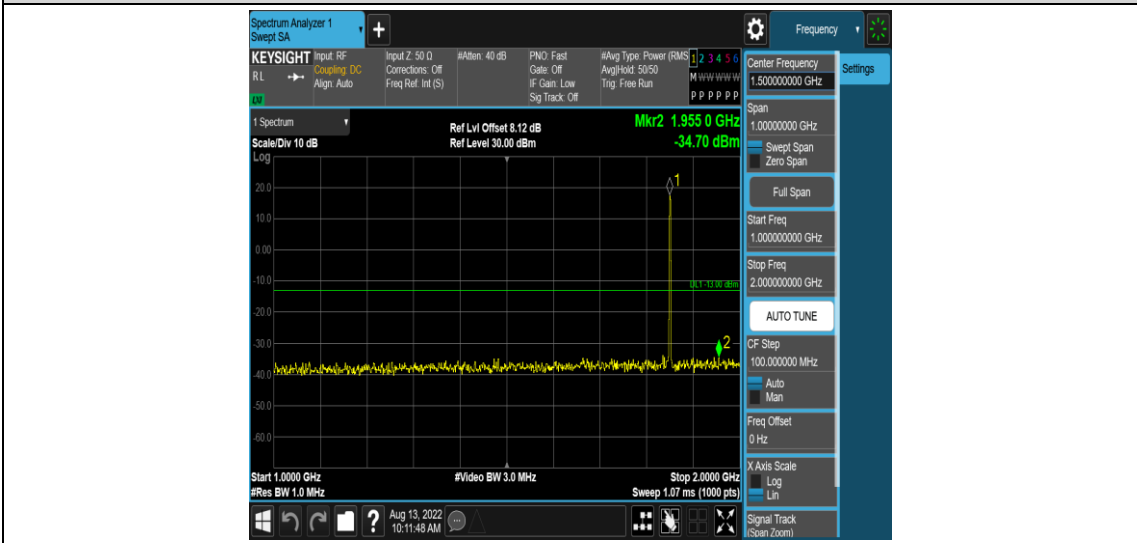 Spectrum Analyzer 1
Swept SA
+
Frequency
KEYSIGHT Input: RF Input Z: 50 Ω #Atten: 40 dB PNO: Fast #Avg Type: Power (RMS 1 2 3 4 5 6
RL Coupling: DC Corrections: Off Gate: Off Avg|Hold: 50/50 M W W W W W
Align: Auto Freq Ref: Int (S) IF Gain: Low Trig: Free Run
Sig Track: Off P P P P P P
1 Spectrum
Ref Lvl Offset 8.12 dB Mkr2 1.955 0 GHz
Scale/Div 10 dB Ref Level 30.00 dBm -34.70 dBm
Log
1
20.0
10.0
0.00
-10.0
DL1 -13.00 dBm
-20.0
-30.0
2
-40.0
-50.0
-60.0
Start 1.0000 GHz #Video BW 3.0 MHz Stop 2.0000 GHz
#Res BW 1.0 MHz Sweep 1.07 ms (1000 pts)
? Aug 13, 2022
10:11:48 AM
Center Frequency
1.500000000 GHz
Settings
Span
1.00000000 GHz
Swept Span
Zero Span
Full Span
Start Freq
1.000000000 GHz
Stop Freq
2.000000000 GHz
AUTO TUNE
CF Step
100.000000 MHz
Auto
Man
Freq Offset
0 Hz
X Axis Scale
Log
Lin
Signal Track
(Span Zoom)